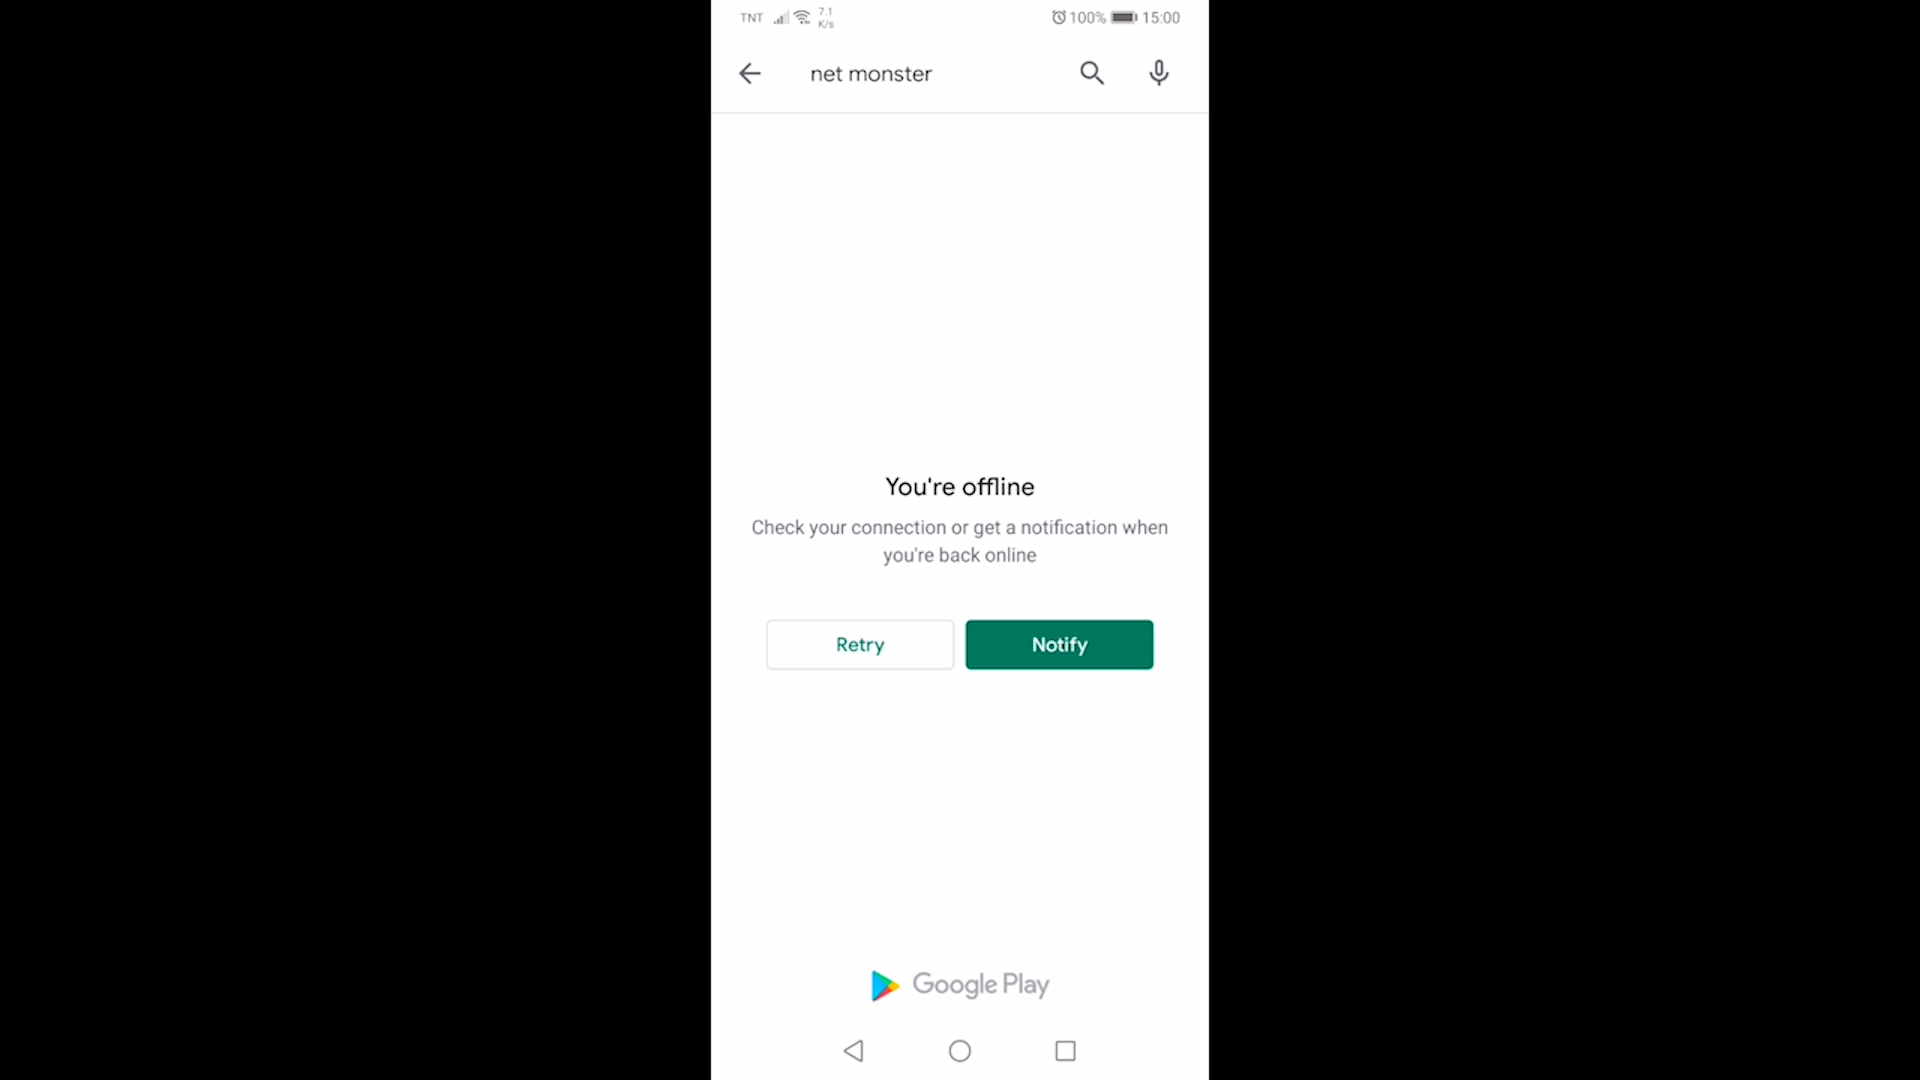 TNT 7.1 K/s 100% 15:00
net monster
You're offline
Check your connection or get a notification when
you're back online
Retry Notify
Google Play